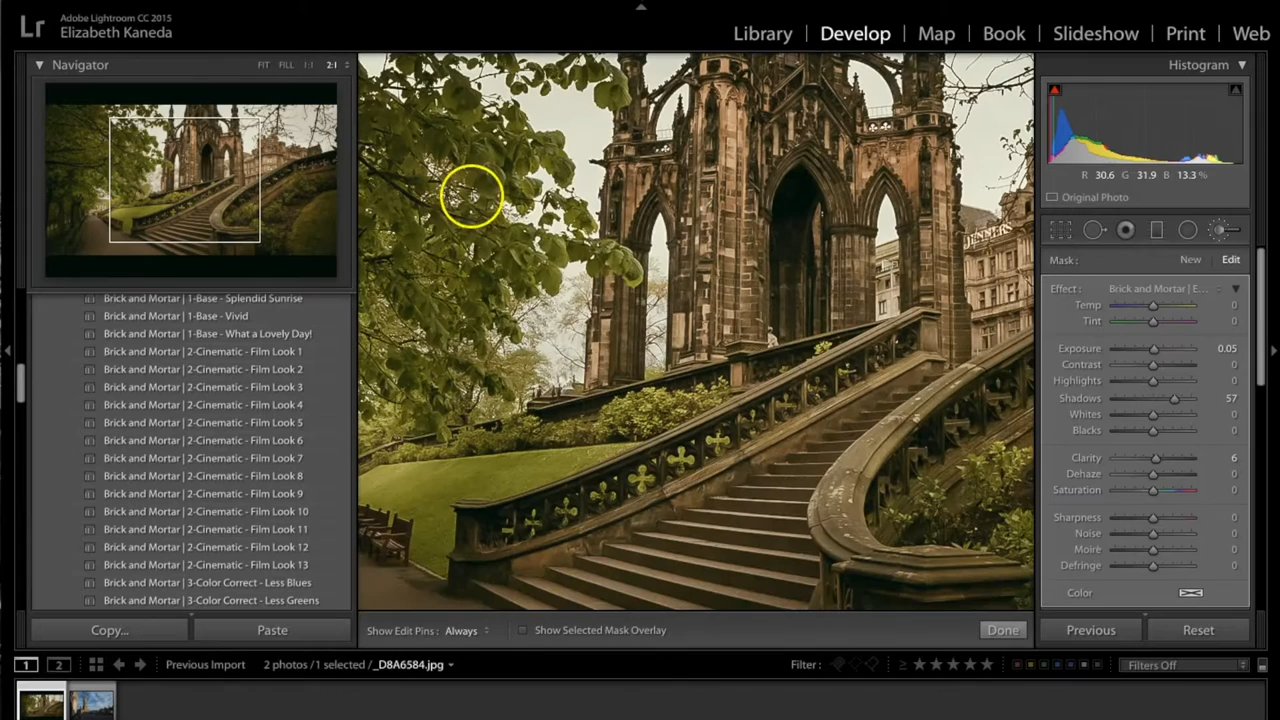 Lr Adobe Lightroom CC 2015
Elizabeth Kaneda
Library | Develop | Map | Book | Slideshow | Print | Web
Navigator FIT FILL 1:1 2:1
Brick and Mortar | 1-Base - Splendid Sunrise
Brick and Mortar | 1-Base - Vivid
Brick and Mortar | 1-Base - What a Lovely Day!
Brick and Mortar | 2-Cinematic - Film Look 1
Brick and Mortar | 2-Cinematic - Film Look 2
Brick and Mortar | 2-Cinematic - Film Look 3
Brick and Mortar | 2-Cinematic - Film Look 4
Brick and Mortar | 2-Cinematic - Film Look 5
Brick and Mortar | 2-Cinematic - Film Look 6
Brick and Mortar | 2-Cinematic - Film Look 7
Brick and Mortar | 2-Cinematic - Film Look 8
Brick and Mortar | 2-Cinematic - Film Look 9
Brick and Mortar | 2-Cinematic - Film Look 10
Brick and Mortar | 2-Cinematic - Film Look 11
Brick and Mortar | 2-Cinematic - Film Look 12
Brick and Mortar | 2-Cinematic - Film Look 13
Brick and Mortar | 3-Color Correct - Less Blues
Brick and Mortar | 3-Color Correct - Less Greens
Copy... Paste
JENNERS
Show Edit Pins : Always Show Selected Mask Overlay Done
Histogram
R 30.6 G 31.9 B 13.3 %
Original Photo
Mask : New Edit
Effect : Brick and Mortar | E...
Temp 0
Tint 0
Exposure 0.05
Contrast 0
Highlights 0
Shadows 57
Whites 0
Blacks 0
Clarity 6
Dehaze 0
Saturation 0
Sharpness 0
Noise 0
Moire 0
Defringe 0
Color
Previous Reset
1 2 Previous Import 2 photos / 1 selected / _D8A6584.jpg Filter : ≥ ★★★★★ Filters Off